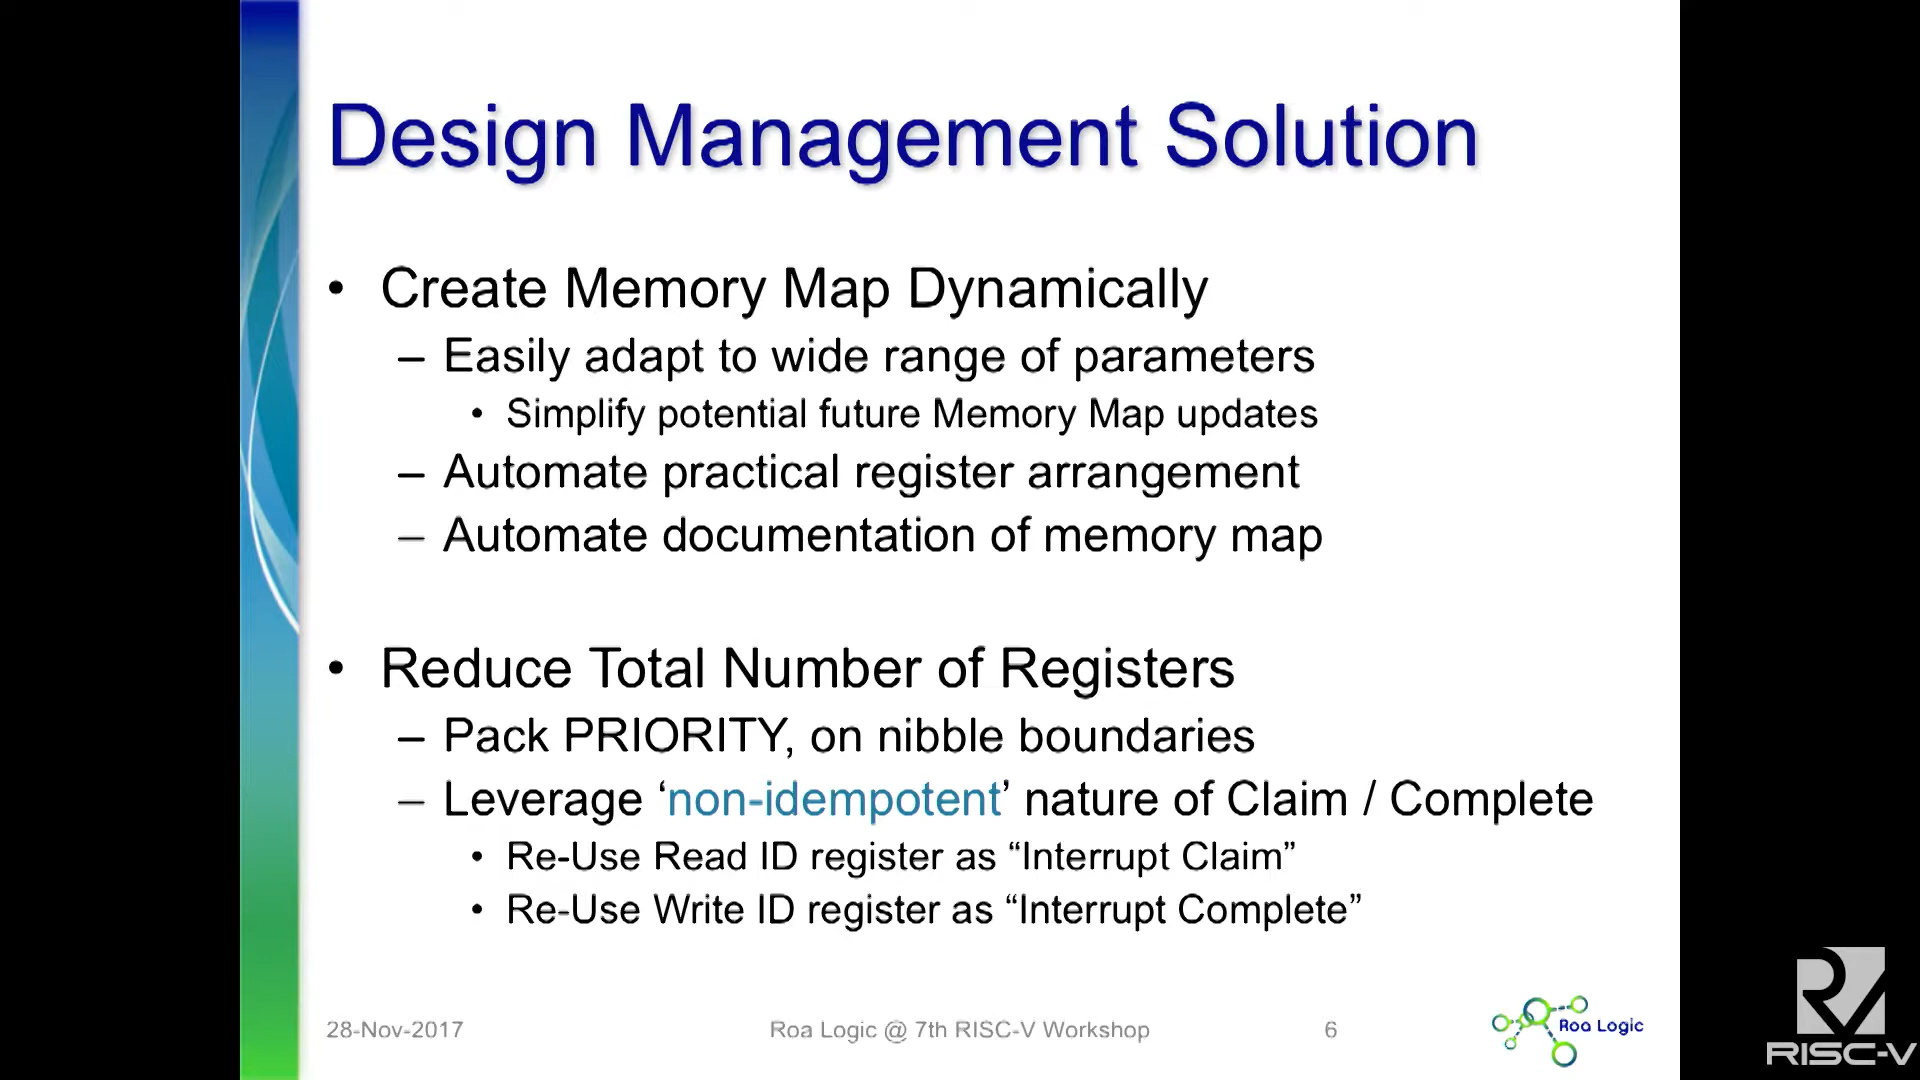 Design Management Solution
• Create Memory Map Dynamically
– Easily adapt to wide range of parameters
• Simplify potential future Memory Map updates
– Automate practical register arrangement
– Automate documentation of memory map
• Reduce Total Number of Registers
– Pack PRIORITY, on nibble boundaries
– Leverage ‘non-idempotent’ nature of Claim / Complete
• Re-Use Read ID register as “Interrupt Claim”
• Re-Use Write ID register as “Interrupt Complete”
28-Nov-2017
Roa Logic @ 7th RISC-V Workshop
6
Roa Logic
RISC-V